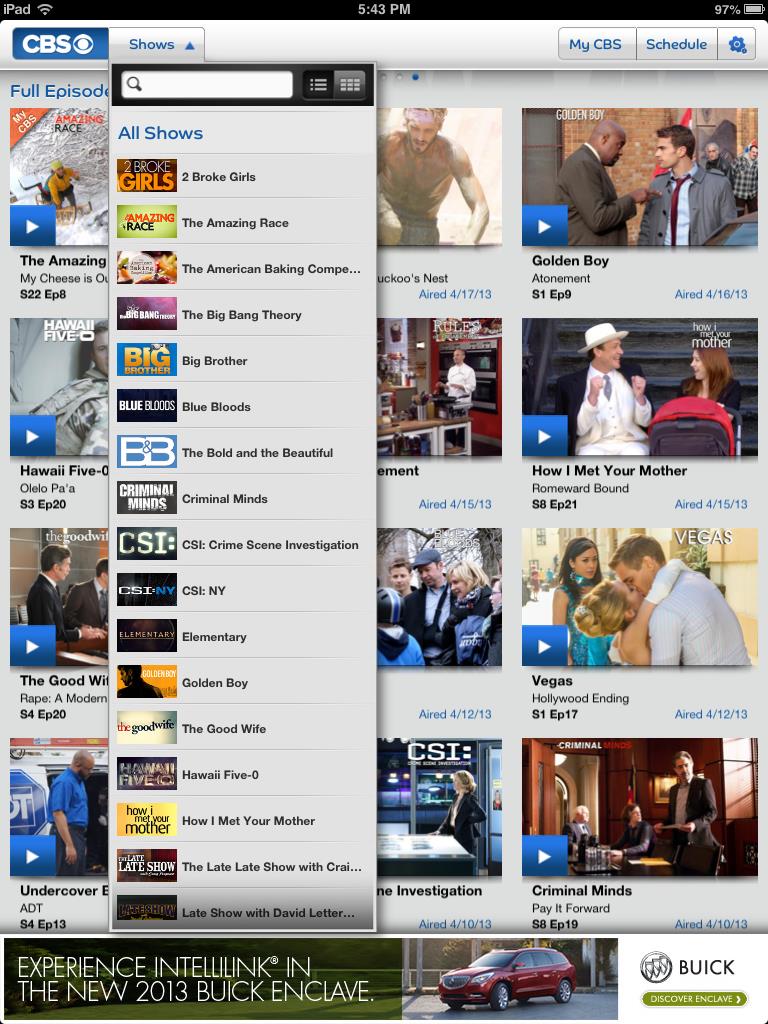 iPad
5:43 PM
97%
CBS
Shows
My CBS
Schedule
Full Episode
All Shows
2 BROKE GIRLS
2 Broke Girls
AMAZING RACE
The Amazing Race
American Baking Competition
The American Baking Compe...
THE BIG BANG THEORY
The Big Bang Theory
BIG BROTHER
Big Brother
BLUE BLOODS
Blue Bloods
B&B
The Bold and the Beautiful
CRIMINAL MINDS
Criminal Minds
CSI:
CSI: Crime Scene Investigation
CSI:NY
CSI: NY
ELEMENTARY
Elementary
GOLDEN BOY
Golden Boy
the goodwife
The Good Wife
HAWAII FIVE-O
Hawaii Five-0
how i met your mother
How I Met Your Mother
THE LATE LATE SHOW
The Late Late Show with Crai...
LATE SHOW
Late Show with David Letter...
My CBS
AMAZING RACE
The Amazing
My Cheese is Ou
S22 Ep8
uckoo's Nest
Aired 4/17/13
GOLDEN BOY
Golden Boy
Atonement
S1 Ep9
Aired 4/16/13
HAWAII FIVE-O
Hawaii Five-0
Olelo Pa'a
S3 Ep20
RULES
ement
Aired 4/15/13
how i met your mother
How I Met Your Mother
Romeward Bound
S8 Ep21
Aired 4/15/13
the goodwif
The Good Wif
Rape: A Modern
S4 Ep20
BLUE BLOODS
Aired 4/12/13
VEGAS
Vegas
Hollywood Ending
S1 Ep17
Aired 4/12/13
Undercover B
ADT
S4 Ep13
CSI:
CRIME SCENE INVESTIGATION
ne Investigation
Aired 4/10/13
CRIMINAL MINDS
Criminal Minds
Pay It Forward
S8 Ep19
Aired 4/10/13
EXPERIENCE INTELLILINK® IN
THE NEW 2013 BUICK ENCLAVE.
BUICK
DISCOVER ENCLAVE